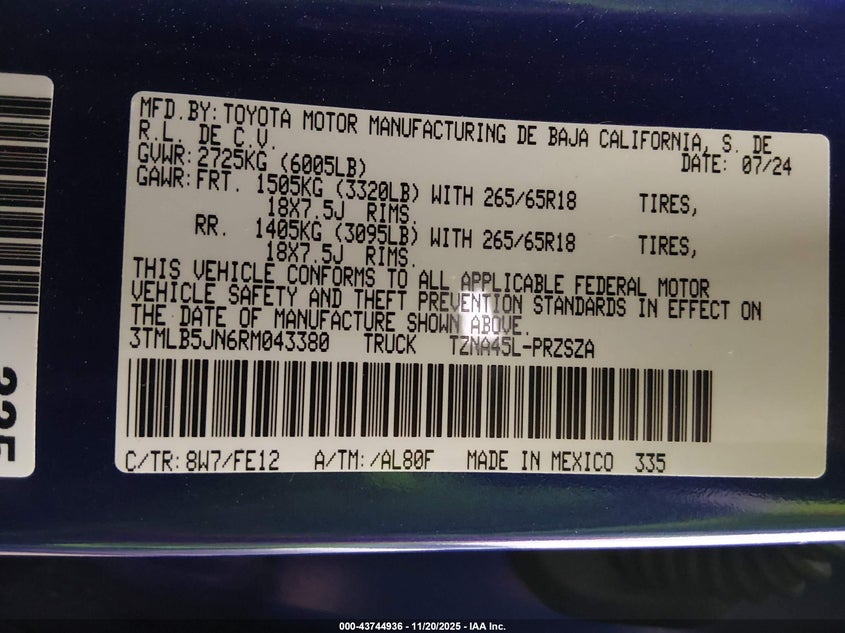 MFD.BY: TOYOTA MOTOR MANUFACTURING DE BAJA CALIFORNIA, S. DE
R.L. DE C.V.
DATE: 07/24
GVWR: 2725KG (6005LB)
GAWR: FRT. 1505KG (3320LB) WITH 265/65R18 TIRES,
18X7.5J RIMS.
RR. 1405KG (3095LB) WITH 265/65R18 TIRES,
18X7.5J RIMS.
THIS VEHICLE CONFORMS TO ALL APPLICABLE FEDERAL MOTOR
VEHICLE SAFETY AND THEFT PREVENTION STANDARDS IN EFFECT ON
THE DATE OF MANUFACTURE SHOWN ABOVE.
3TMLB5JN6RM043380 TRUCK TZNA45L-PRZSZA
C/TR: 8W7/FE12 A/TM: /AL80F MADE IN MEXICO 335
225
000-43744936 - 11/20/2025 - IAA Inc.